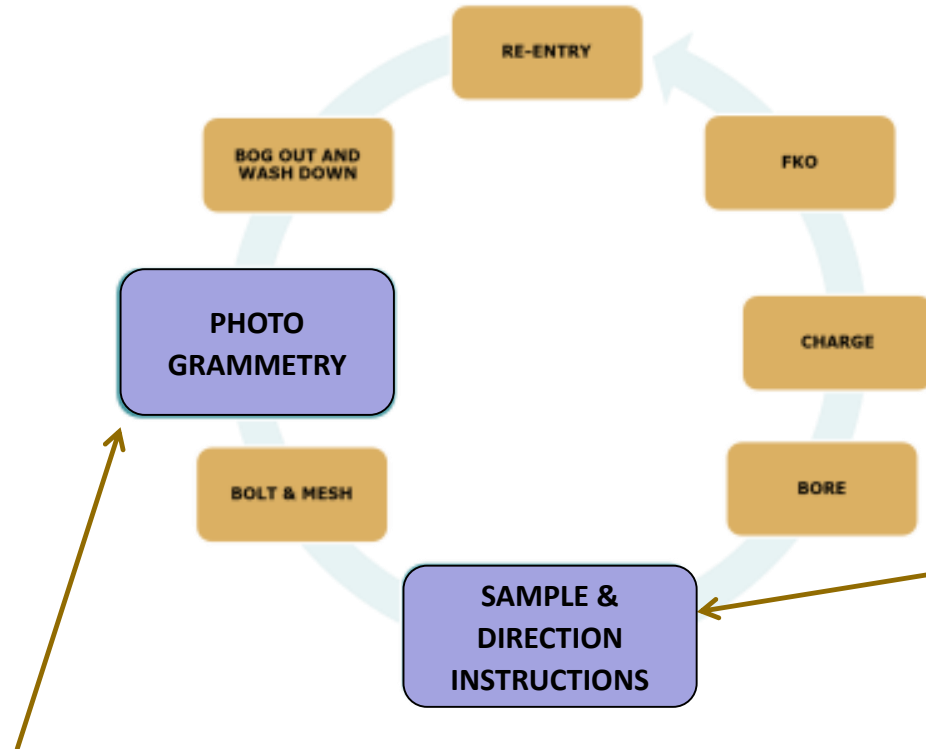 RE-ENTRY
BOG OUT AND
WASH DOWN
FKO
PHOTO
GRAMMETRY
CHARGE
BOLT & MESH
BORE
SAMPLE &
DIRECTION
INSTRUCTIONS